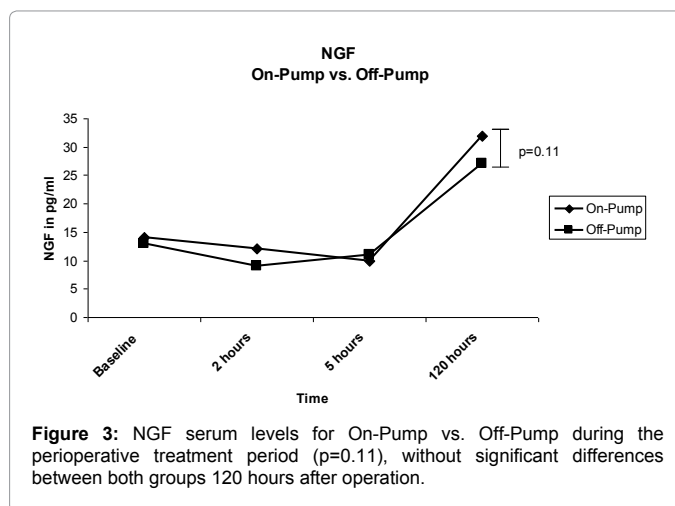 NGF
On-Pump vs. Off-Pump
35
30
25
20
15
10
5
0
NGF in pg/ml
p=0.11
On-Pump
Off-Pump
Baseline
2 hours
5 hours
120 hours
Time
Figure 3: NGF serum levels for On-Pump vs. Off-Pump during the
perioperative treatment period (p=0.11), without significant differences
between both groups 120 hours after operation.